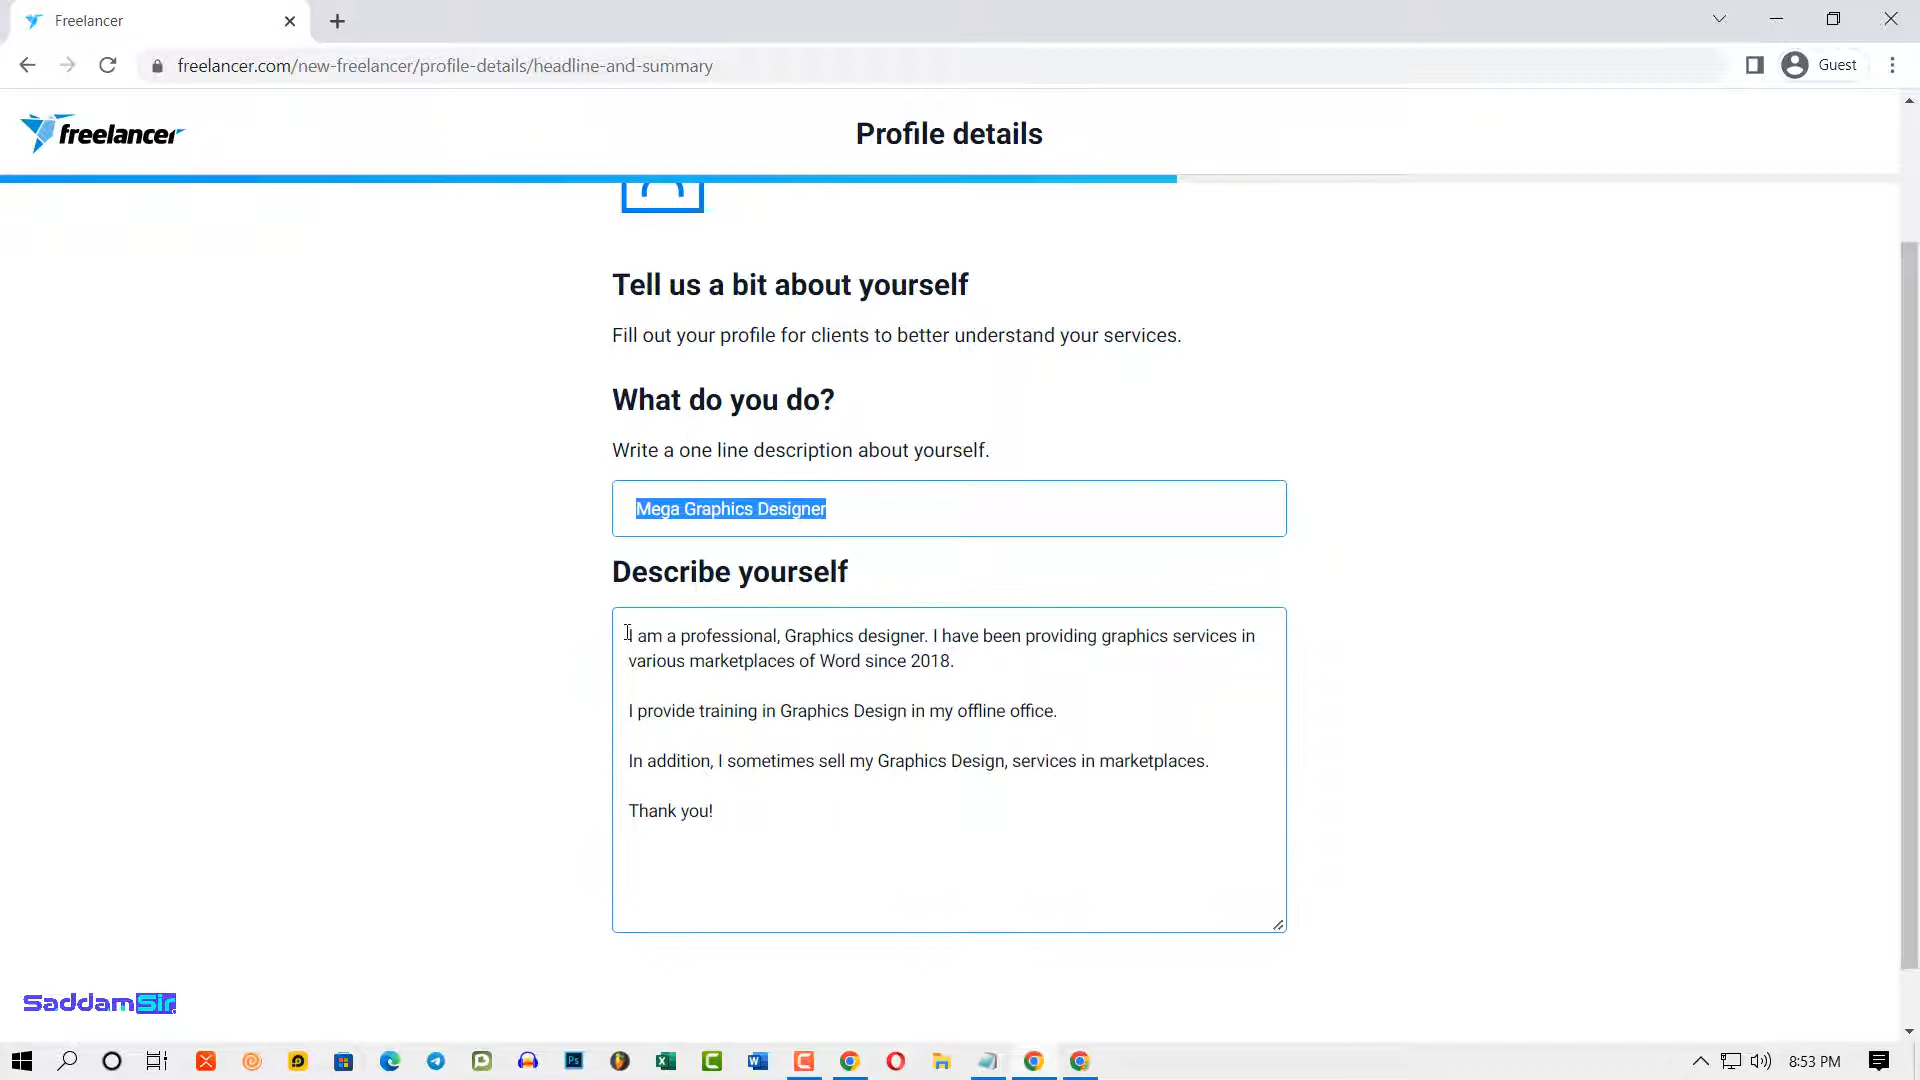 Freelancer
freelancer.com/new-freelancer/profile-details/headline-and-summary
Guest
freelancer
Profile details
Tell us a bit about yourself
Fill out your profile for clients to better understand your services.
What do you do?
Write a one line description about yourself.
Mega Graphics Designer
Describe yourself
I am a professional, Graphics designer. I have been providing graphics services in
various marketplaces of Word since 2018.
I provide training in Graphics Design in my offline office.
In addition, I sometimes sell my Graphics Design, services in marketplaces.
Thank you!
SaddamSir
8:53 PM